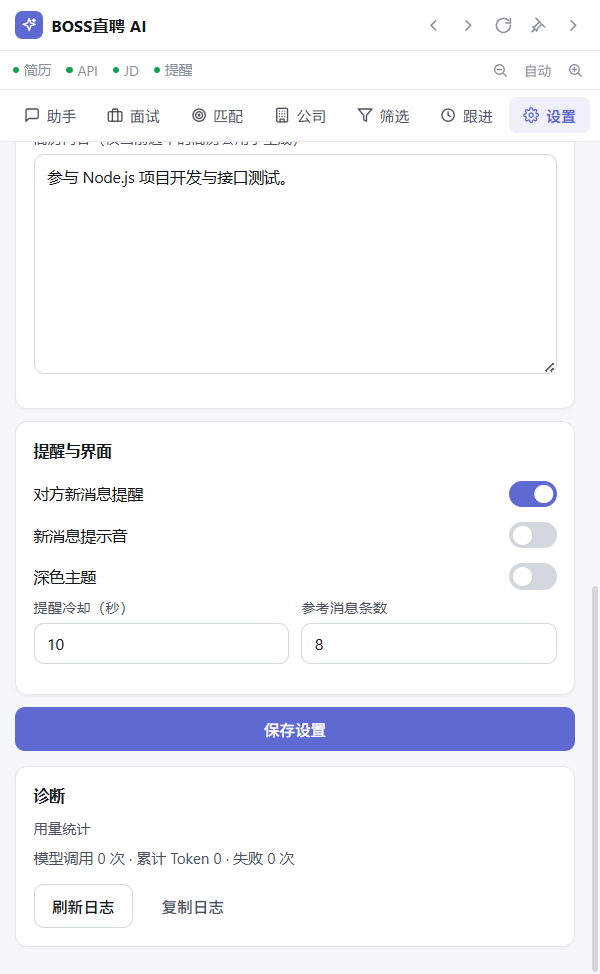 BOSS直聘 AI
简历 API JD 提醒 自动
助手 面试 匹配 公司 筛选 跟进 设置
参与 Node.js 项目开发与接口测试。
提醒与界面
对方新消息提醒
新消息提示音
深色主题
提醒冷却（秒） 参考消息条数
10 8
保存设置
诊断
用量统计
模型调用 0 次 · 累计 Token 0 · 失败 0 次
刷新日志 复制日志